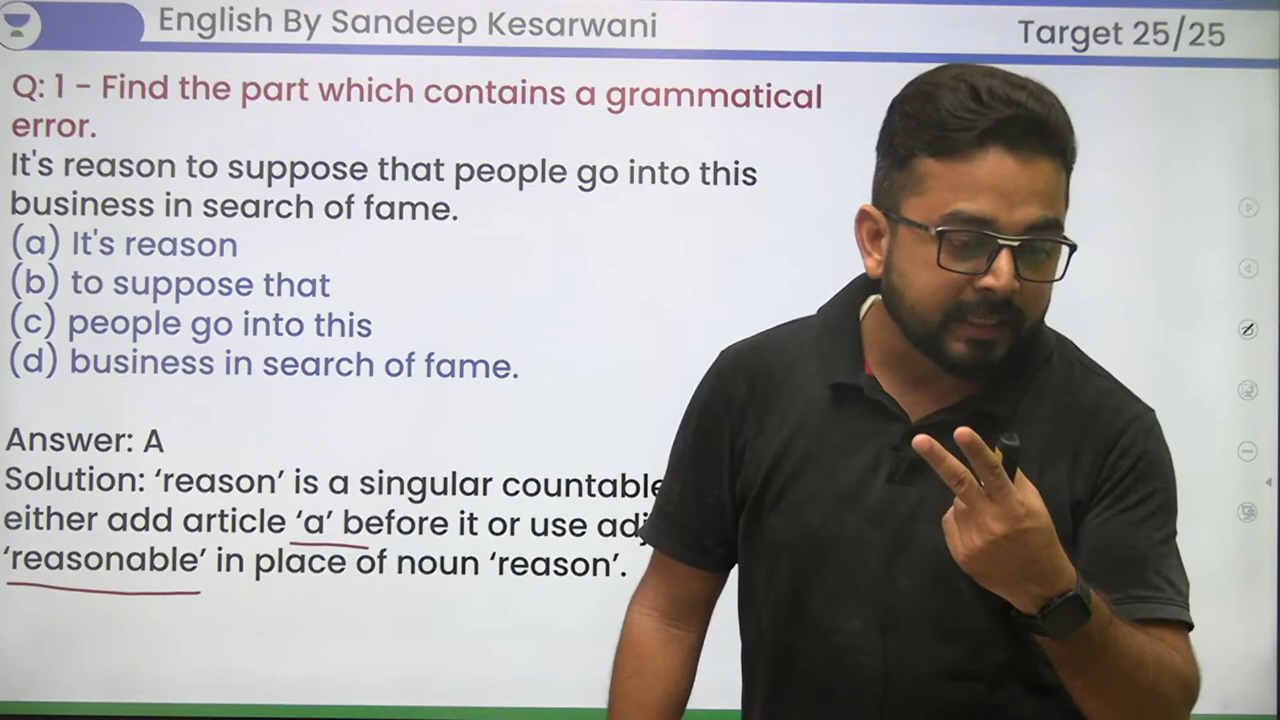 English By Sandeep Kesarwani
Target 25/25
Q: 1 - Find the part which contains a grammatical
error.
It's reason to suppose that people go into this
business in search of fame.
(a) It's reason
(b) to suppose that
(c) people go into this
(d) business in search of fame.
Answer: A
Solution: ‘reason’ is a singular countable
either add article ‘a’ before it or use
‘reasonable’ in place of noun ‘reason’.